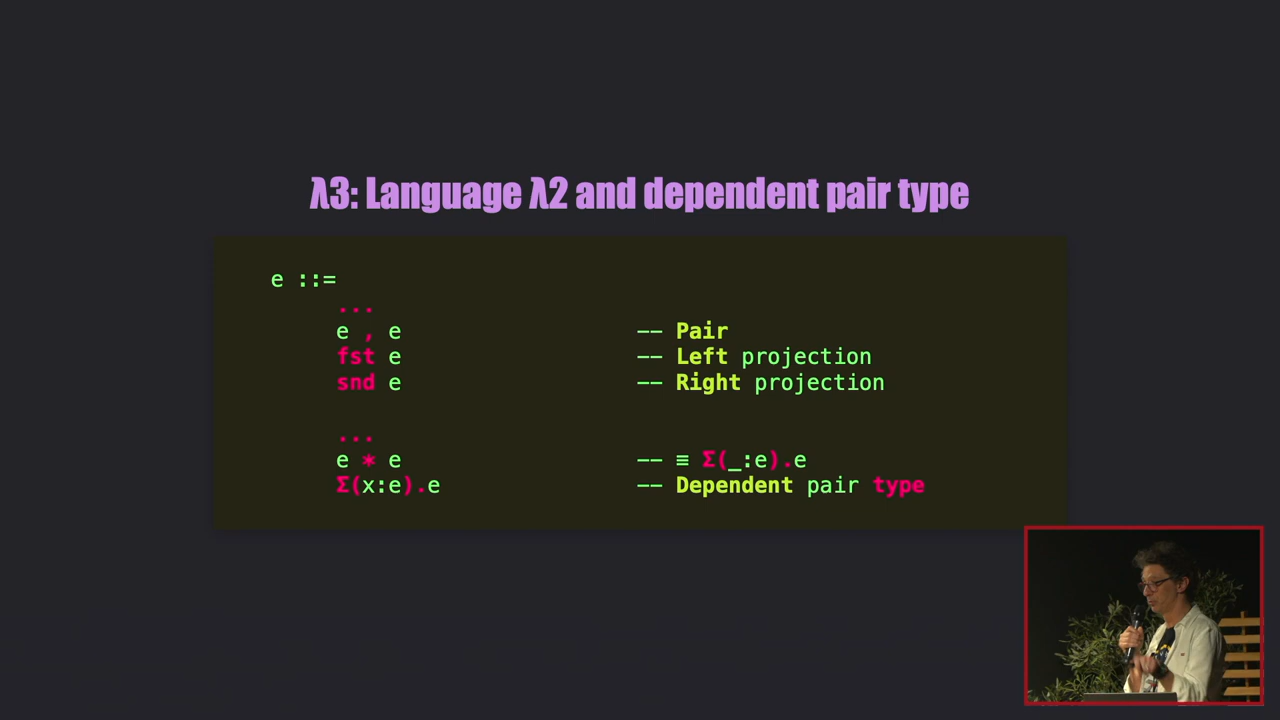 λ3: Language λ2 and dependent pair type
e ::=
...
e , e -- Pair
fst e -- Left projection
snd e -- Right projection
...
e * e -- ≡ Σ(_:e).e
Σ(x:e).e -- Dependent pair type